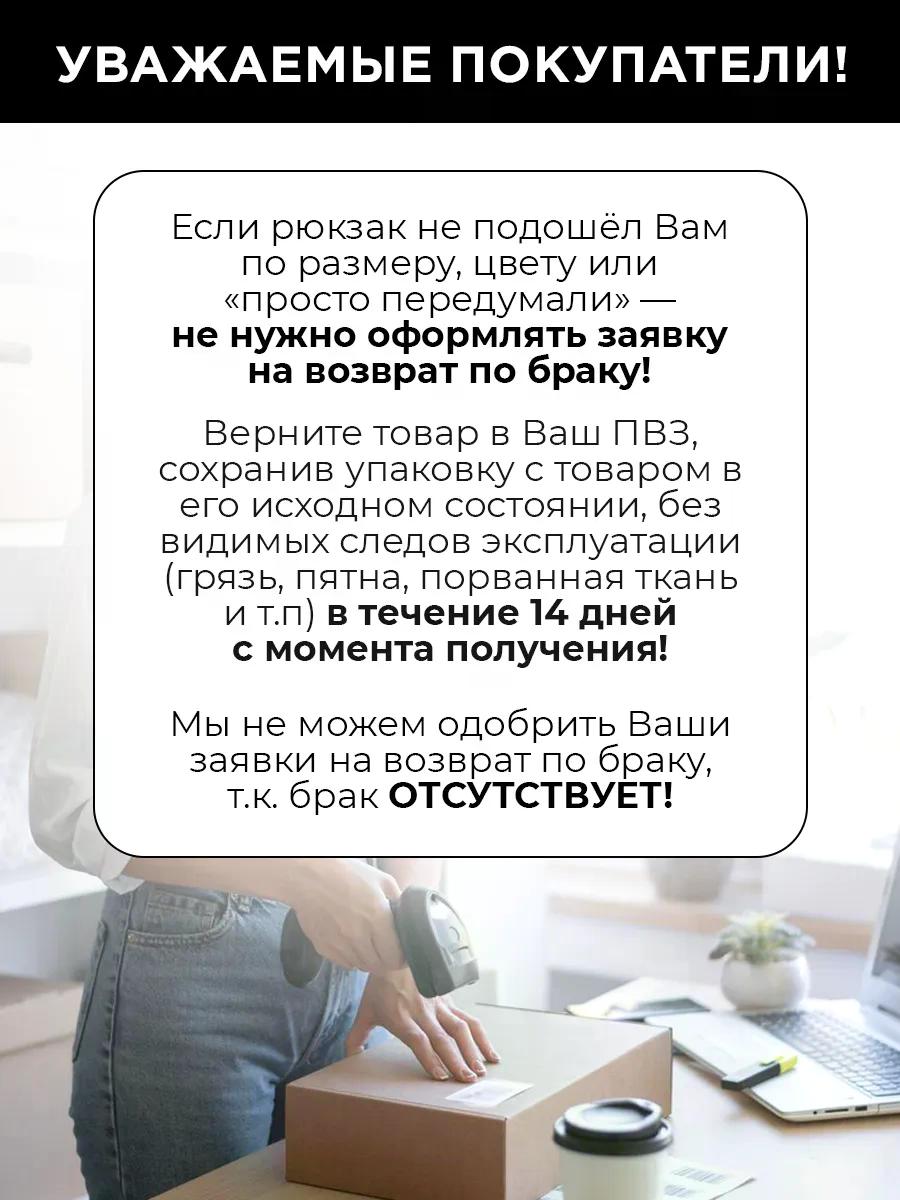 УВАЖАЕМЫЕ ПОКУПАТЕЛИ!
Если рюкзак не подошёл Вам
по размеру, цвету или
«просто передумали» —
не нужно оформлять заявку
на возврат по браку!
Верните товар в Ваш ПВЗ,
сохранив упаковку с товаром в
его исходном состоянии, без
видимых следов эксплуатации
(грязь, пятна, порванная ткань
и т.п) в течение 14 дней
с момента получения!
Мы не можем одобрить Ваши
заявки на возврат по браку,
т.к. брак ОТСУТСТВУЕТ!